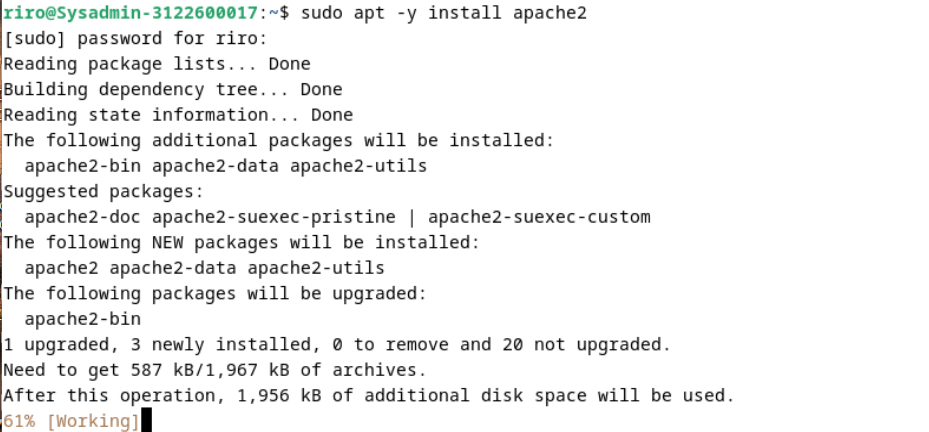 riro@Sysadmin-3122600017:~$ sudo apt -y install apache2
[sudo] password for riro:
Reading package lists... Done
Building dependency tree... Done
Reading state information... Done
The following additional packages will be installed:
  apache2-bin apache2-data apache2-utils
Suggested packages:
  apache2-doc apache2-suexec-pristine | apache2-suexec-custom
The following NEW packages will be installed:
  apache2 apache2-data apache2-utils
The following packages will be upgraded:
  apache2-bin
1 upgraded, 3 newly installed, 0 to remove and 20 not upgraded.
Need to get 587 kB/1,967 kB of archives.
After this operation, 1,956 kB of additional disk space will be used.
61% [Working]